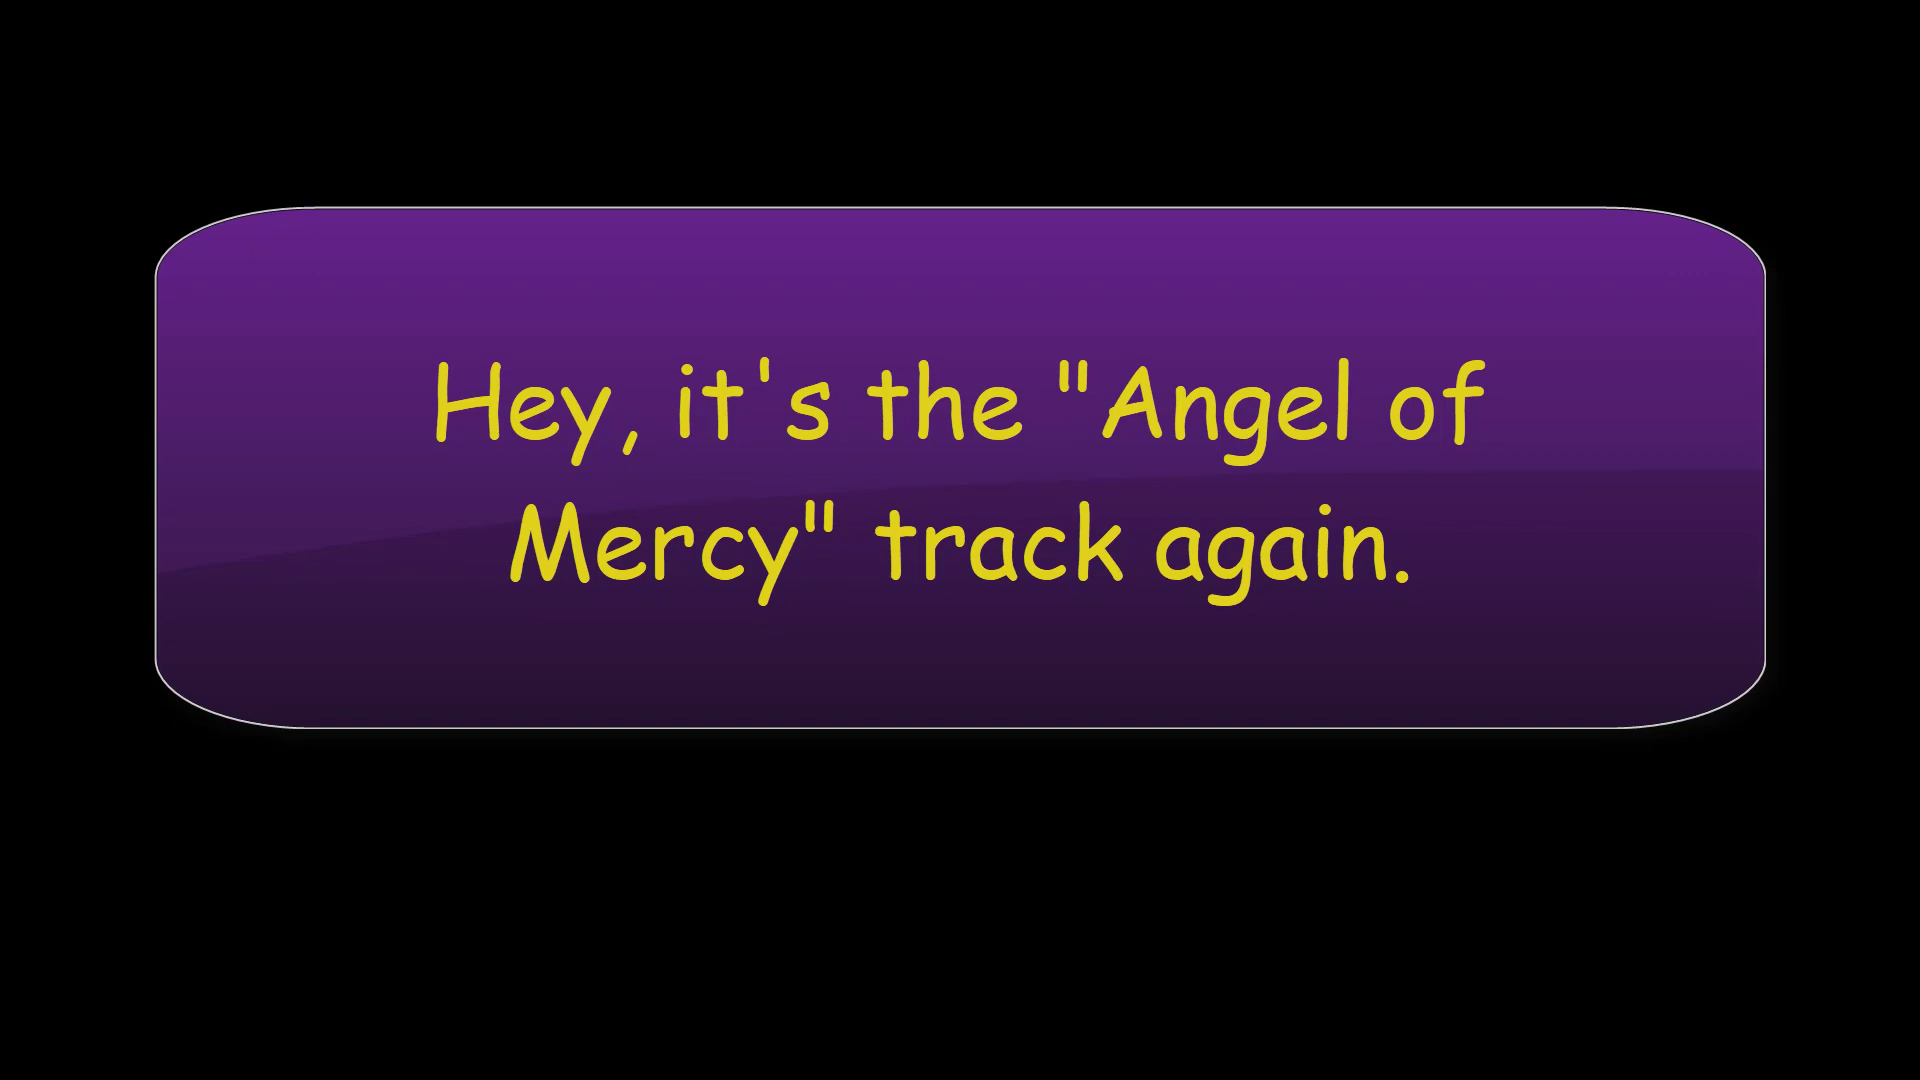 Hey, it's the "Angel of
Mercy" track again.